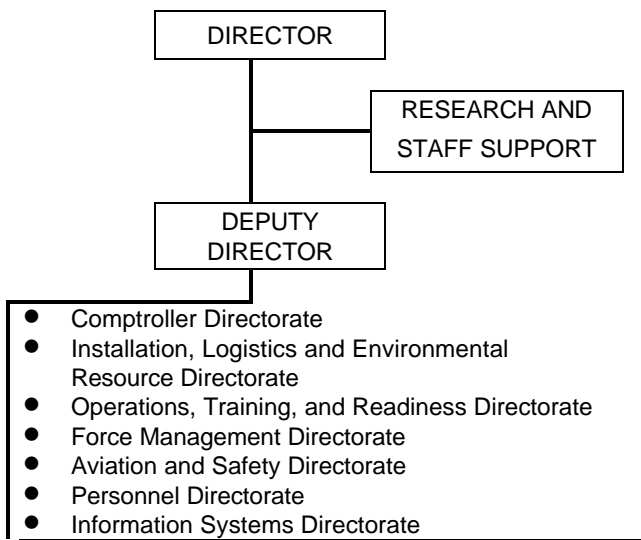 DIRECTOR
RESEARCH AND
STAFF SUPPORT
DEPUTY
DIRECTOR
● Comptroller Directorate
● Installation, Logistics and Environmental
Resource Directorate
● Operations, Training, and Readiness Directorate
● Force Management Directorate
● Aviation and Safety Directorate
● Personnel Directorate
● Information Systems Directorate